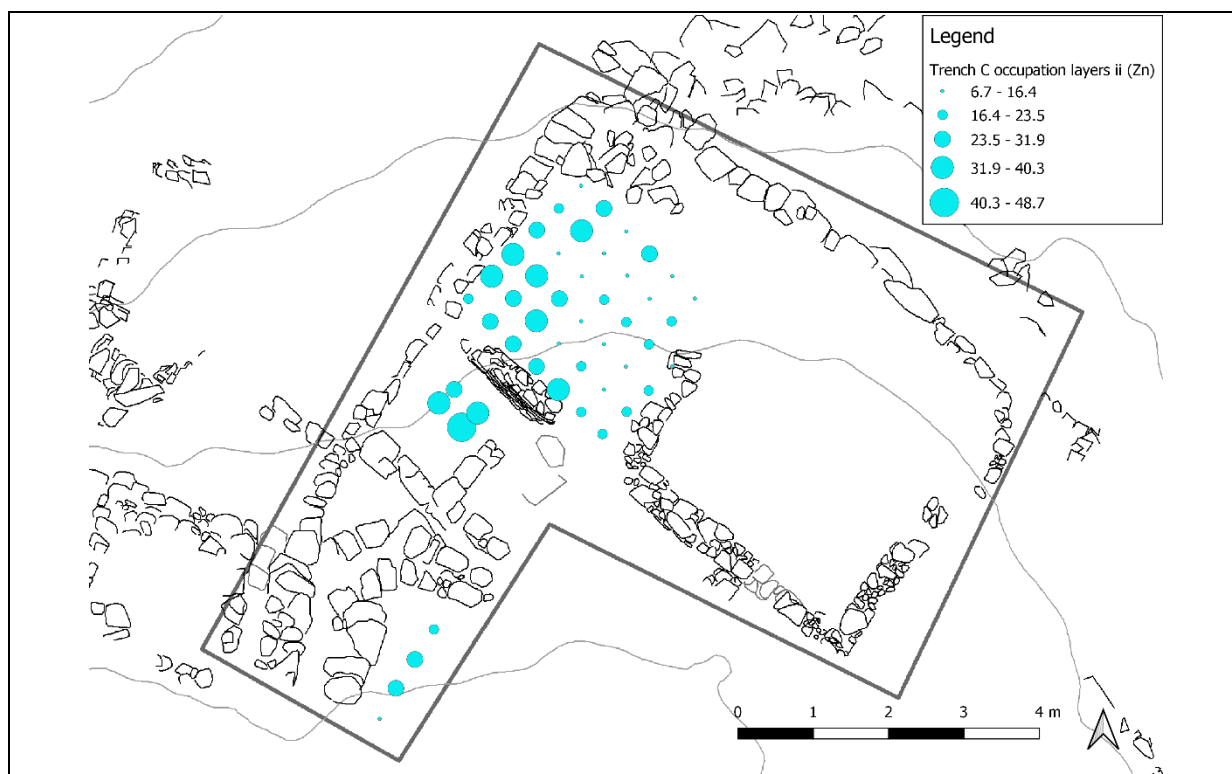 Legend
Trench C occupation layers ii (Zn)
6.7 - 16.4
16.4 - 23.5
23.5 - 31.9
31.9 - 40.3
40.3 - 48.7
0 1 2 3 4 m